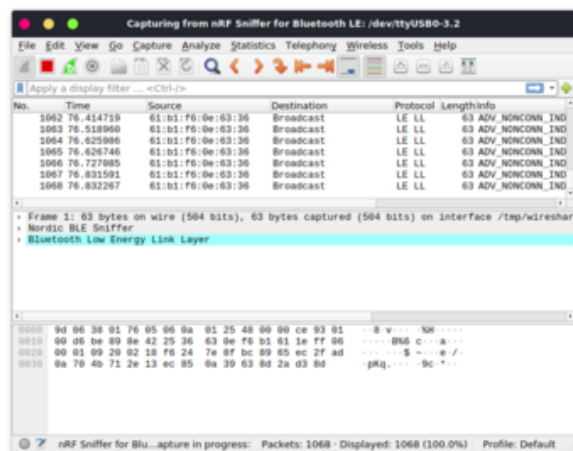 Capturing from nRF Sniffer for Bluetooth LE: /dev/ttyUSB0-3.2
File Edit View Go Capture Analyze Statistics Telephony Wireless Tools Help
Apply a display filter ... <Ctrl-/>
No. Time Source Destination Protocol Length Info
1062 76.414719 61:b1:f6:0e:63:36 Broadcast LE LL 63 ADV_NONCONN_IND
1063 76.518960 61:b1:f6:0e:63:36 Broadcast LE LL 63 ADV_NONCONN_IND
1064 76.625986 61:b1:f6:0e:63:36 Broadcast LE LL 63 ADV_NONCONN_IND
1065 76.626746 61:b1:f6:0e:63:36 Broadcast LE LL 63 ADV_NONCONN_IND
1066 76.727085 61:b1:f6:0e:63:36 Broadcast LE LL 63 ADV_NONCONN_IND
1067 76.831591 61:b1:f6:0e:63:36 Broadcast LE LL 63 ADV_NONCONN_IND
1068 76.832267 61:b1:f6:0e:63:36 Broadcast LE LL 63 ADV_NONCONN_IND
Frame 1: 63 bytes on wire (504 bits), 63 bytes captured (504 bits) on interface /tmp/wireshar
Nordic BLE Sniffer
Bluetooth Low Energy Link Layer
0000 9d 06 38 01 76 05 06 0a 01 25 48 00 00 ce 93 01 ··8·v··· ·%H·····
0010 00 d6 be 89 8e 42 25 36 63 0e f6 b1 61 1e ff 06 ·····B%6 c···a···
0020 00 01 09 20 02 18 f6 24 7e 8f bc 89 65 ec 2f ad ··· ···$ ~···e·/·
0030 0a 70 4b 71 2e 13 ec 85 0a 39 63 8d 2a d3 8d ·pKq.··· ·9c·*··
nRF Sniffer for Blu...apture in progress: Packets: 1068 · Displayed: 1068 (100.0%) Profile: Default